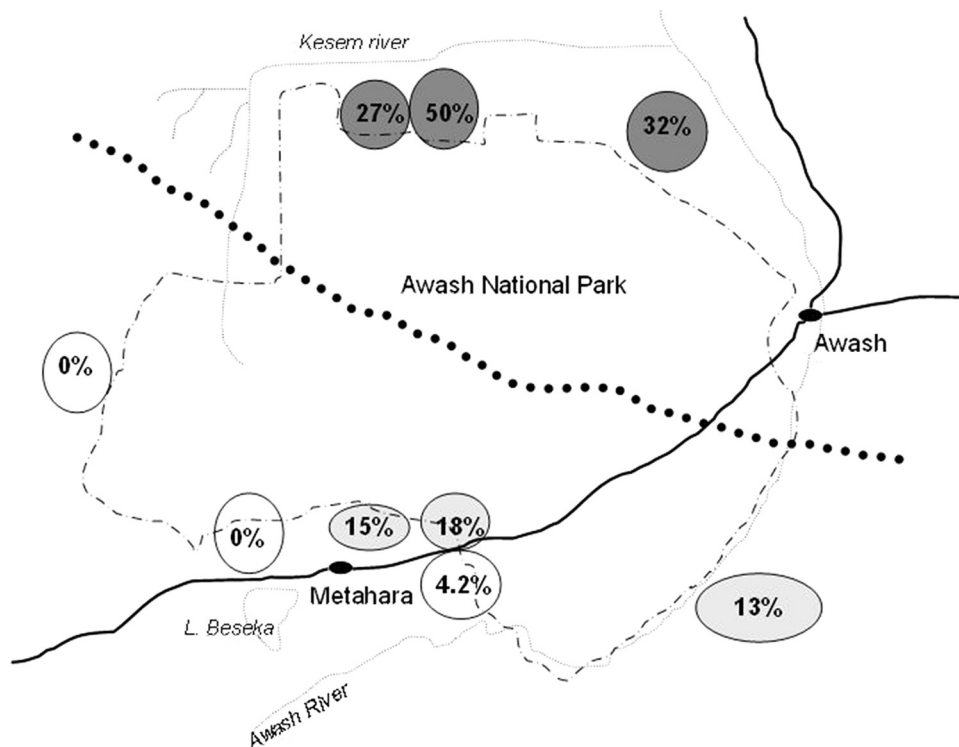 Kesem river
27%
50%
32%
Awash National Park
Awash
0%
0%
15%
18%
4.2%
Metahara
13%
L. Beseka
Awash River